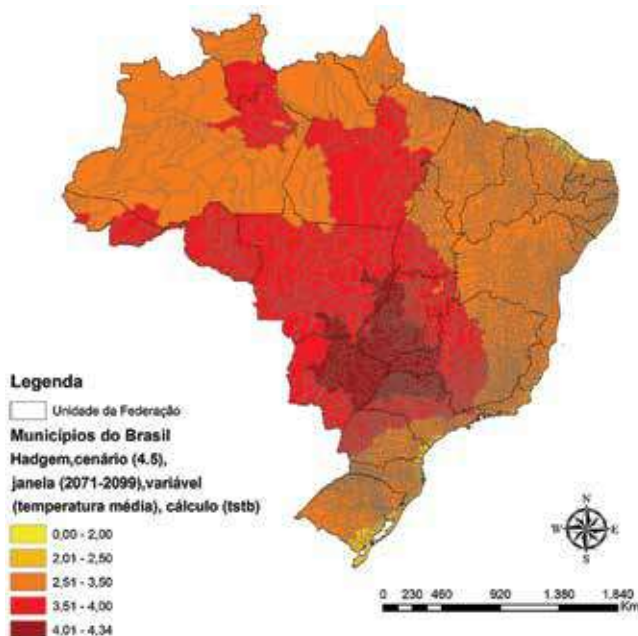 Legenda
Unidade da Federação
Municípios do Brasil
Hadgem,cenário (4.5),
janela (2071-2099),variável
(temperatura média), cálculo (tstb)
0,00 - 2,00
2,01 - 2,50
2,51 - 3,50
3,51 - 4,00
4,01 - 4,34
N
W E
S
0 230 460 920 1.380 1.840
Km